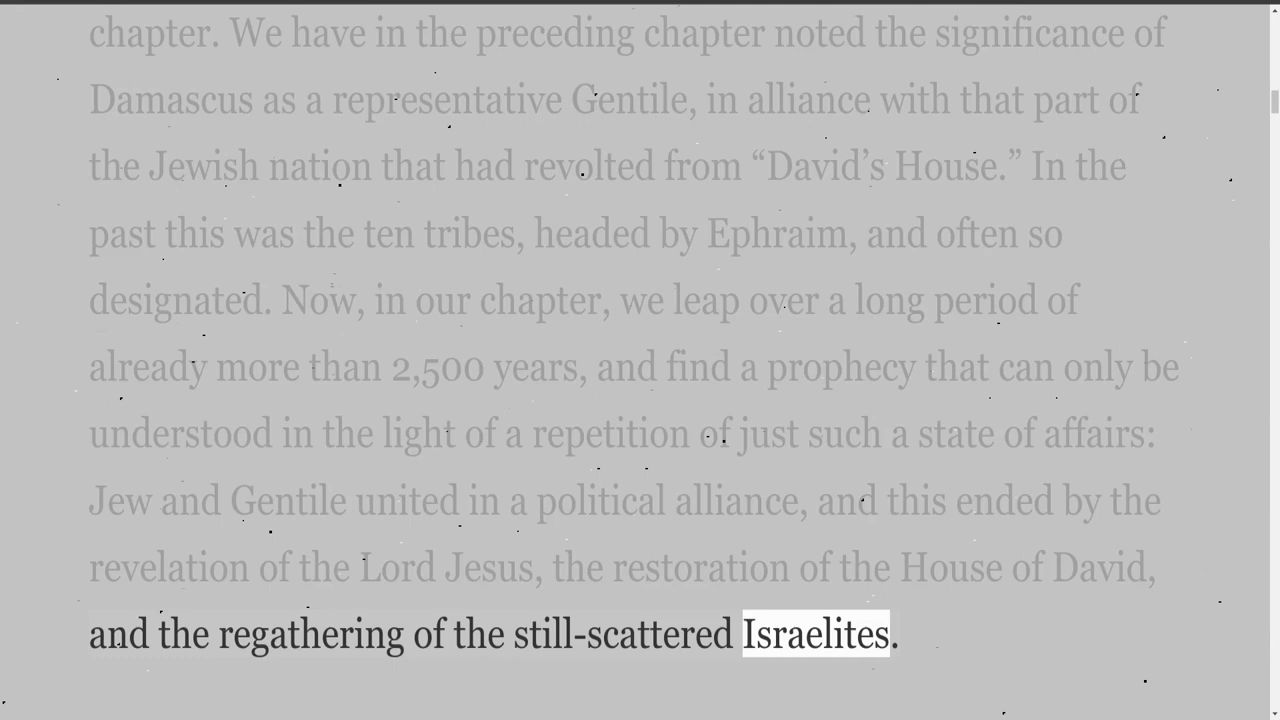 chapter. We have in the preceding chapter noted the significance of
Damascus as a representative Gentile, in alliance with that part of
the Jewish nation that had revolted from “David’s House.” In the
past this was the ten tribes, headed by Ephraim, and often so
designated. Now, in our chapter, we leap over a long period of
already more than 2,500 years, and find a prophecy that can only be
understood in the light of a repetition of just such a state of affairs:
Jew and Gentile united in a political alliance, and this ended by the
revelation of the Lord Jesus, the restoration of the House of David,
and the regathering of the still-scattered Israelites.